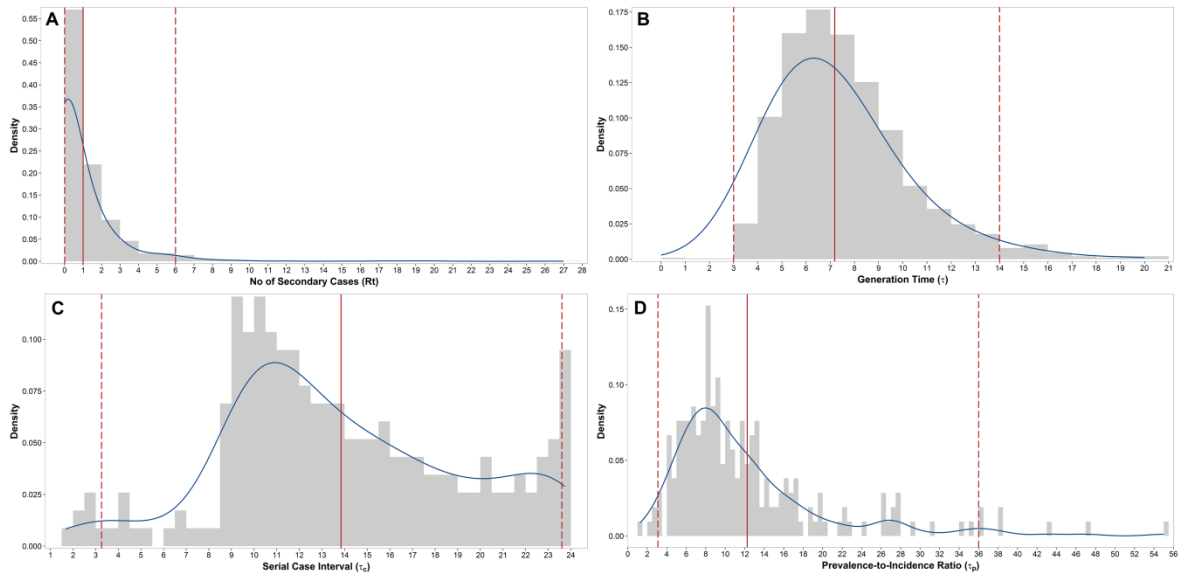 A
Density
0.55
0.50
0.45
0.40
0.35
0.30
0.25
0.20
0.15
0.10
0.05
0.00
0 1 2 3 4 5 6 7 8 9 10 11 12 13 14 15 16 17 18 19 20 21 22 23 24 25 26 27 28
No of Secondary Cases (Rt)
B
Density
0.175
0.150
0.125
0.100
0.075
0.050
0.025
0.000
0 1 2 3 4 5 6 7 8 9 10 11 12 13 14 15 16 17 18 19 20 21
Generation Time (τ)
C
Density
0.100
0.075
0.050
0.025
0.000
1 2 3 4 5 6 7 8 9 10 11 12 13 14 15 16 17 18 19 20 21 22 23 24
Serial Case Interval (τc)
D
Density
0.15
0.10
0.05
0.00
0 2 4 6 8 10 12 14 16 18 20 22 24 26 28 30 32 34 36 38 40 42 44 46 48 50 52 54 56
Prevalence-to-Incidence Ratio (τp)